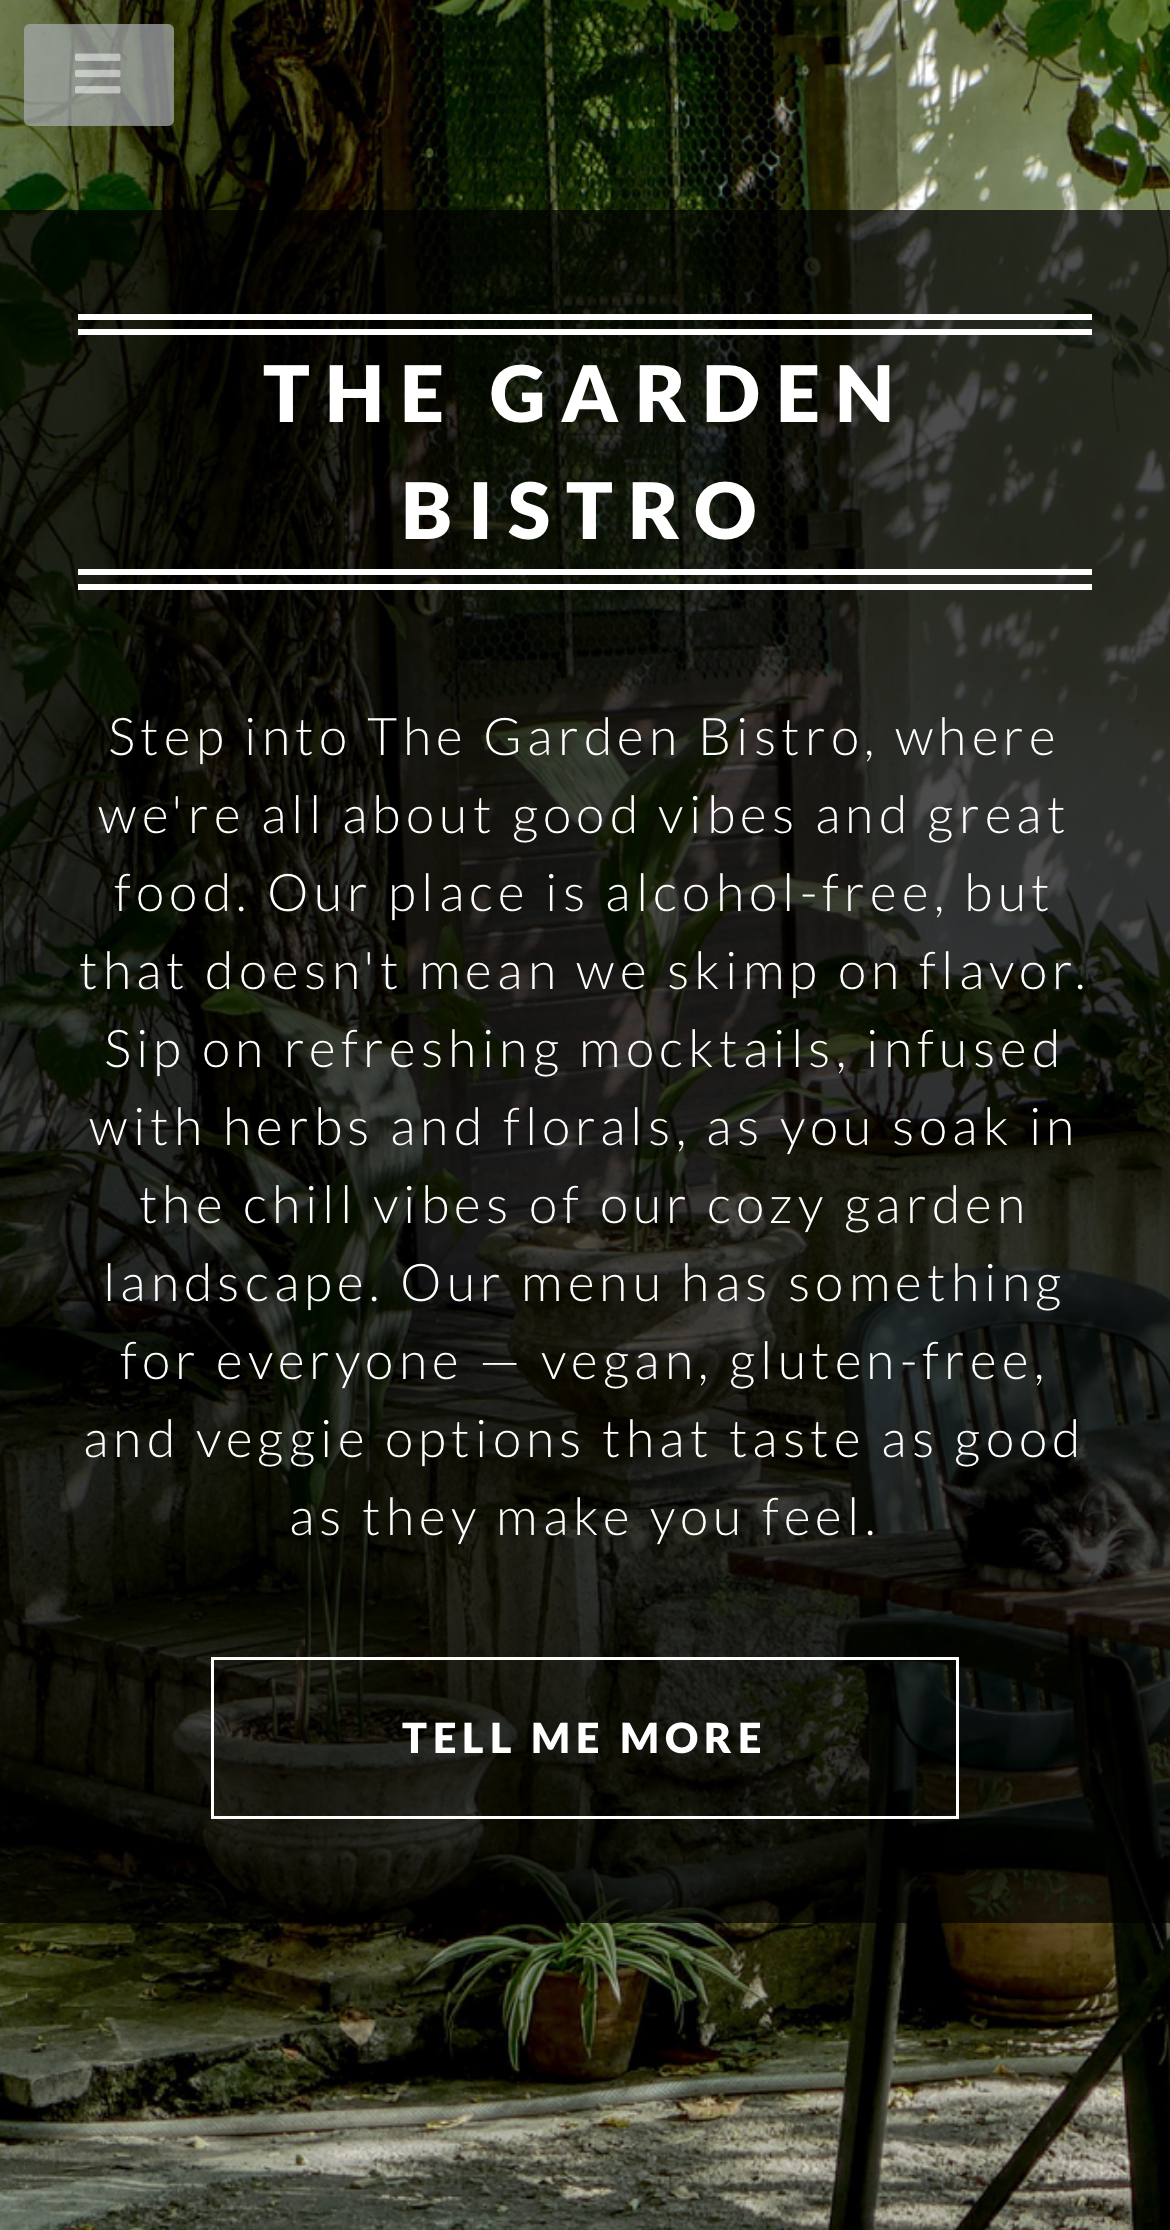 THE GARDEN
BISTRO
Step into The Garden Bistro, where
we're all about good vibes and great
food. Our place is alcohol-free, but
that doesn't mean we skimp on flavor.
Sip on refreshing mocktails, infused
with herbs and florals, as you soak in
the chill vibes of our cozy garden
landscape. Our menu has something
for everyone — vegan, gluten-free,
and veggie options that taste as good
as they make you feel.
TELL ME MORE